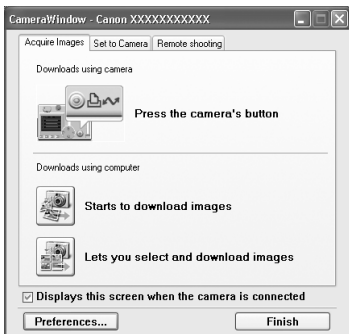 CameraWindow - Canon XXXXXXXXXXX
Acquire Images Set to Camera Remote shooting
Downloads using camera
Press the camera's button
Downloads using computer
Starts to download images
Lets you select and download images
Displays this screen when the camera is connected
Preferences... Finish